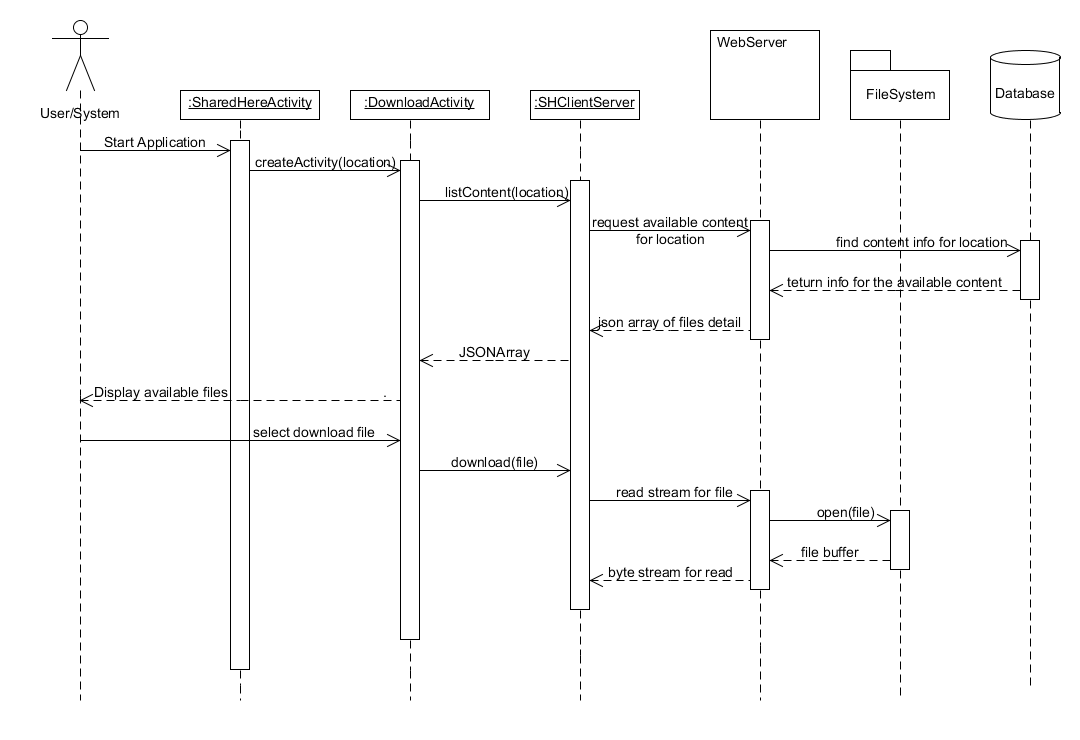 WebServer
FileSystem
Database
User/System
:SharedHereActivity
:DownloadActivity
:SHClientServer
Start Application
createActivity(location)
listContent(location)
request available content
for location
find content info for location
teturn info for the available content
json array of files detail
JSONArray
Display available files
.
select download file
download(file)
read stream for file
open(file)
file buffer
byte stream for read